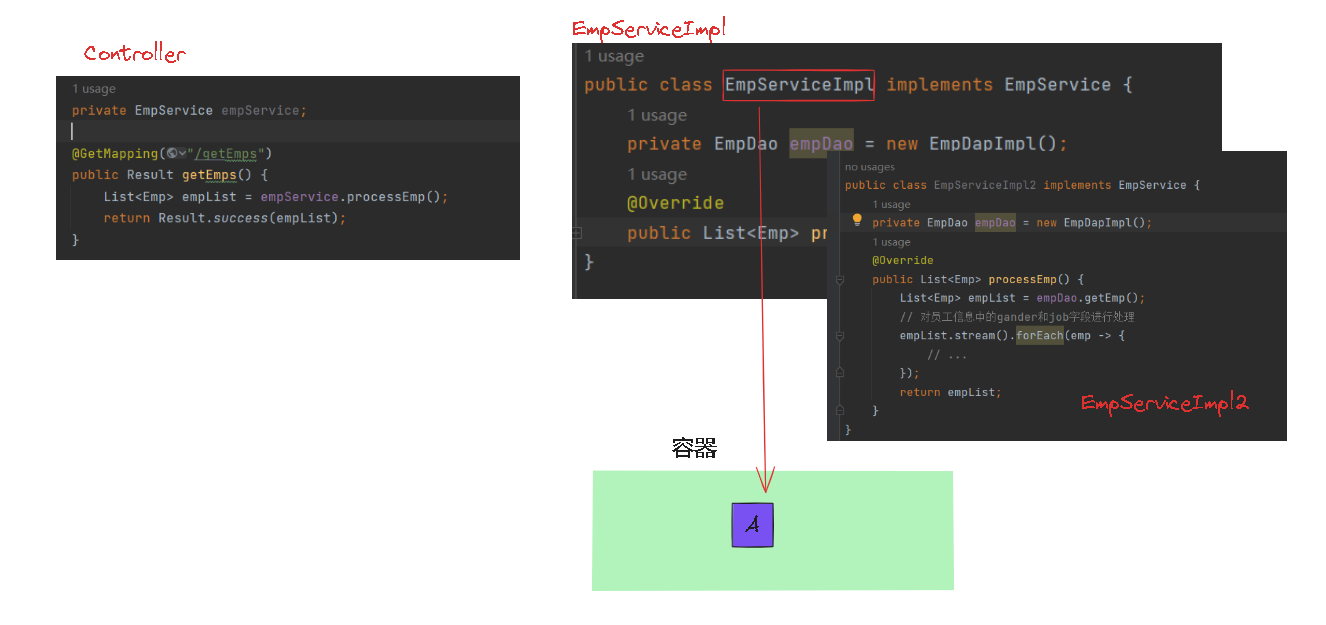 Controller
1 usage
private EmpService empService;
@GetMapping("/getEmps")
public Result getEmps() {
List<Emp> empList = empService.processEmp();
return Result.success(empList);
}
EmpServiceImpl
1 usage
public class EmpServiceImpl implements EmpService {
1 usage
private EmpDao empDao = new EmpDapImpl();
1 usage
@Override
public List<Emp> pr
}
no usages
public class EmpServiceImpl2 implements EmpService {
1 usage
private EmpDao empDao = new EmpDapImpl();
1 usage
@Override
public List<Emp> processEmp() {
List<Emp> empList = empDao.getEmp();
// 对员工信息中的gander和job字段进行处理
empList.stream().forEach(emp -> {
// ...
});
return empList;
}
}
EmpServiceImpl2
容器
A